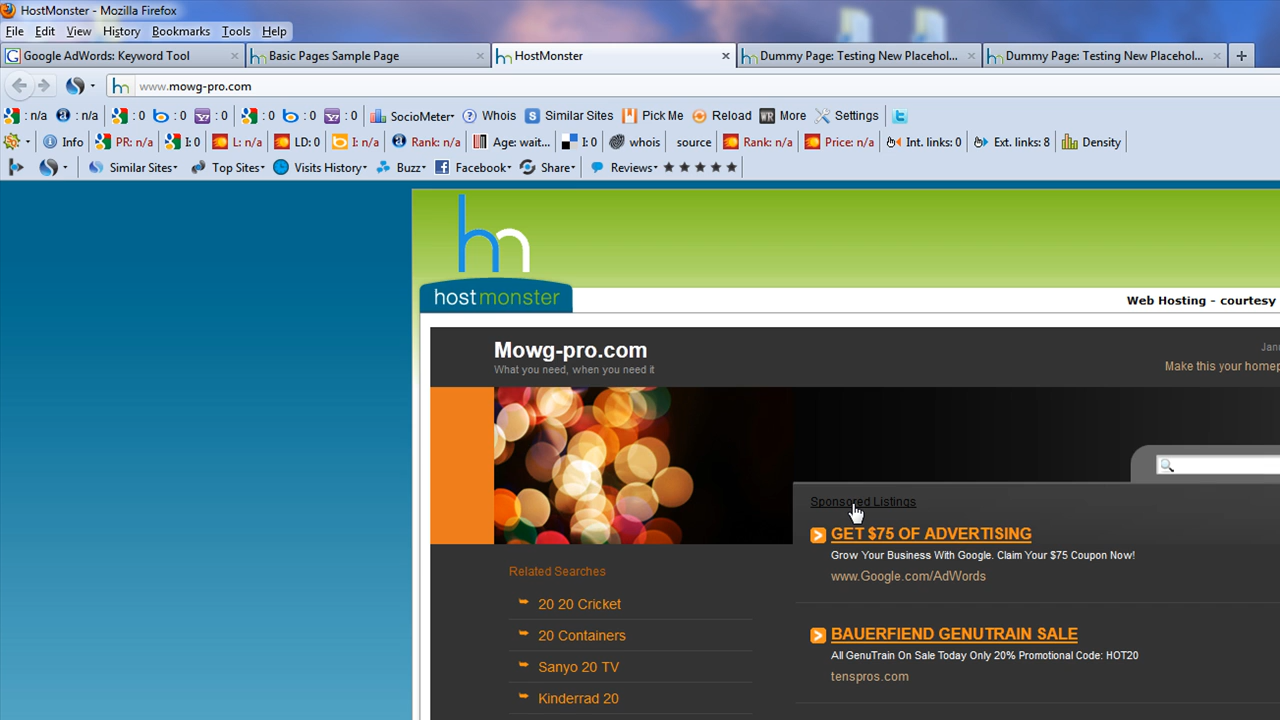 HostMonster - Mozilla Firefox
File Edit View History Bookmarks Tools Help
Google AdWords: Keyword Tool Basic Pages Sample Page HostMonster Dummy Page: Testing New Placehol... Dummy Page: Testing New Placehol...
www.mowg-pro.com
: n/a : n/a : 0 : 0 : 0 : 0 : 0 : 0 SocioMeter Whois Similar Sites Pick Me Reload More Settings
Info PR: n/a I: 0 L: n/a LD: 0 I: n/a Rank: n/a Age: wait... I: 0 whois source Rank: n/a Price: n/a Int. links: 0 Ext. links: 8 Density
Similar Sites Top Sites Visits History Buzz Facebook Share Reviews
hm
hostmonster
Web Hosting - courtesy
Mowg-pro.com
What you need, when you need it
Make this your homep
Sponsored Listings
GET $75 OF ADVERTISING
Grow Your Business With Google. Claim Your $75 Coupon Now!
www.Google.com/AdWords
Related Searches
20 20 Cricket
20 Containers
Sanyo 20 TV
Kinderrad 20
BAUERFIEND GENUTRAIN SALE
All GenuTrain On Sale Today Only 20% Promotional Code: HOT20
tenspros.com